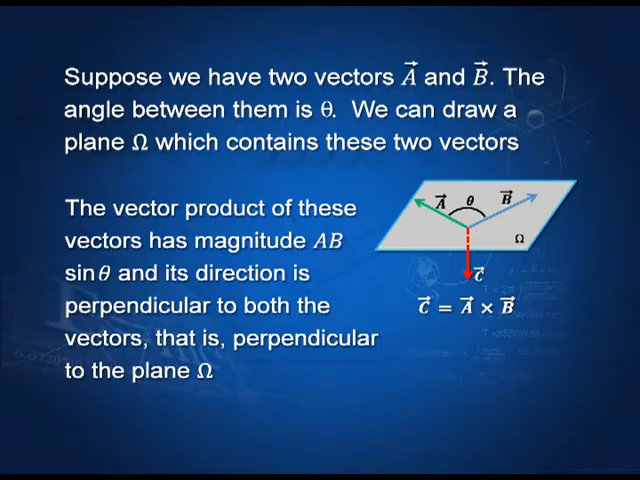 Suppose we have two vectors A⃗ and B⃗. The
angle between them is θ. We can draw a
plane Ω which contains these two vectors
The vector product of these
vectors has magnitude AB
sin θ and its direction is
perpendicular to both the
vectors, that is, perpendicular
to the plane Ω
A⃗ θ B⃗
Ω
C⃗
C⃗ = A⃗ × B⃗